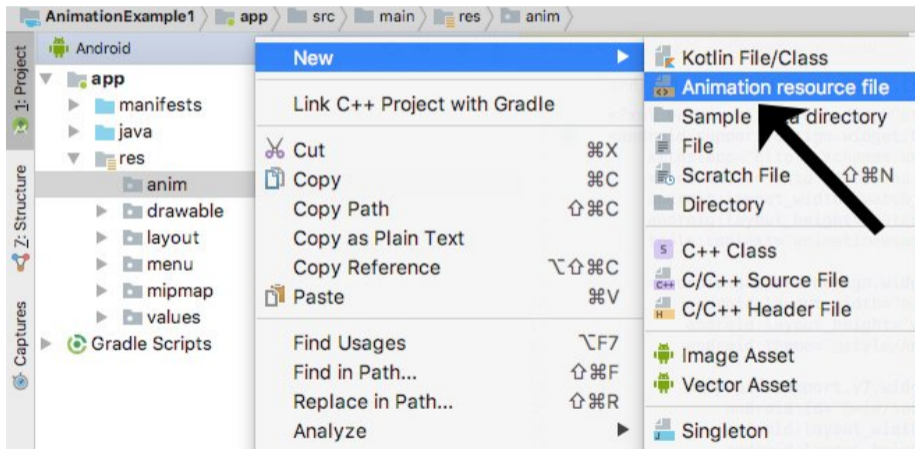 AnimationExample1 app src main res anim
1: Project
Z: Structure
Captures
Android
app
manifests
java
res
anim
drawable
layout
menu
mipmap
values
Gradle Scripts
New
Link C++ Project with Gradle
Cut ⌘X
Copy ⌘C
Copy Path ⇧⌘C
Copy as Plain Text
Copy Reference ⌥⇧⌘C
Paste ⌘V
Find Usages ⌥F7
Find in Path... ⇧⌘F
Replace in Path... ⇧⌘R
Analyze
Kotlin File/Class
Animation resource file
Sample directory
File
Scratch File ⇧⌘N
Directory
C++ Class
C/C++ Source File
C/C++ Header File
Image Asset
Vector Asset
Singleton